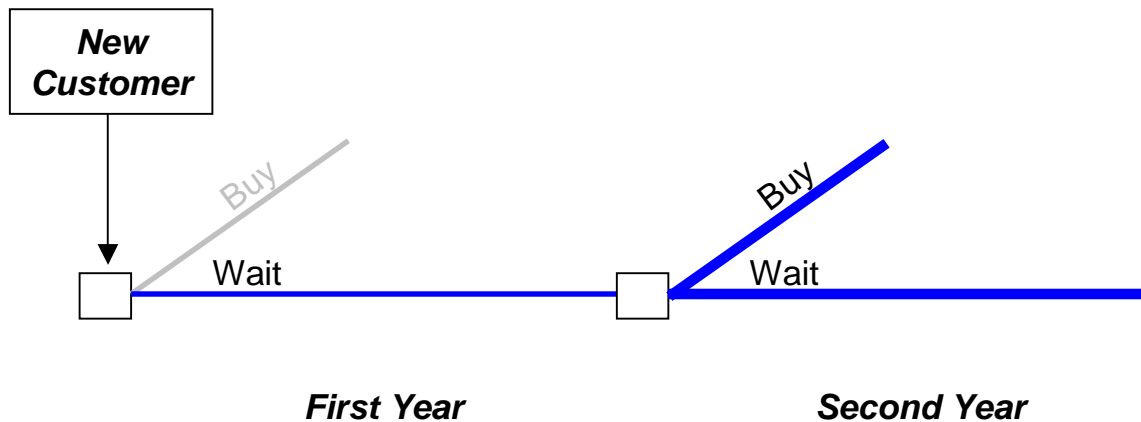 New
Customer
Buy
Wait
Buy
Wait
First Year
Second Year